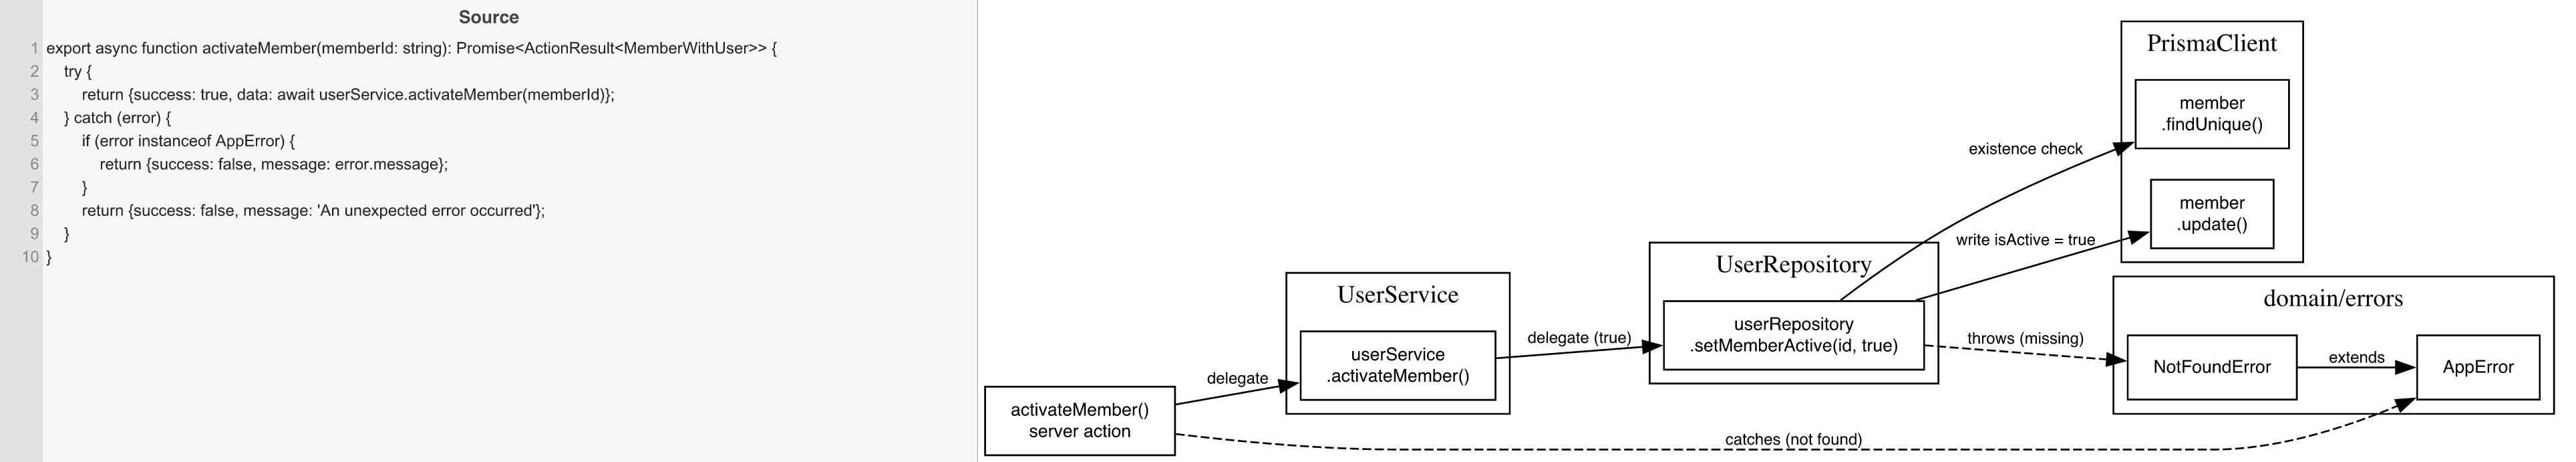 Source
1 export async function activateMember(memberId: string): Promise<ActionResult<MemberWithUser>> {
2 try {
3 return {success: true, data: await userService.activateMember(memberId)};
4 } catch (error) {
5 if (error instanceof AppError) {
6 return {success: false, message: error.message};
7 }
8 return {success: false, message: 'An unexpected error occurred'};
9 }
10 }
activateMember()
server action
delegate
UserService
userService
.activateMember()
delegate (true)
UserRepository
userRepository
.setMemberActive(id, true)
existence check
write isActive = true
throws (missing)
PrismaClient
member
.findUnique()
member
.update()
domain/errors
NotFoundError
extends
AppError
catches (not found)